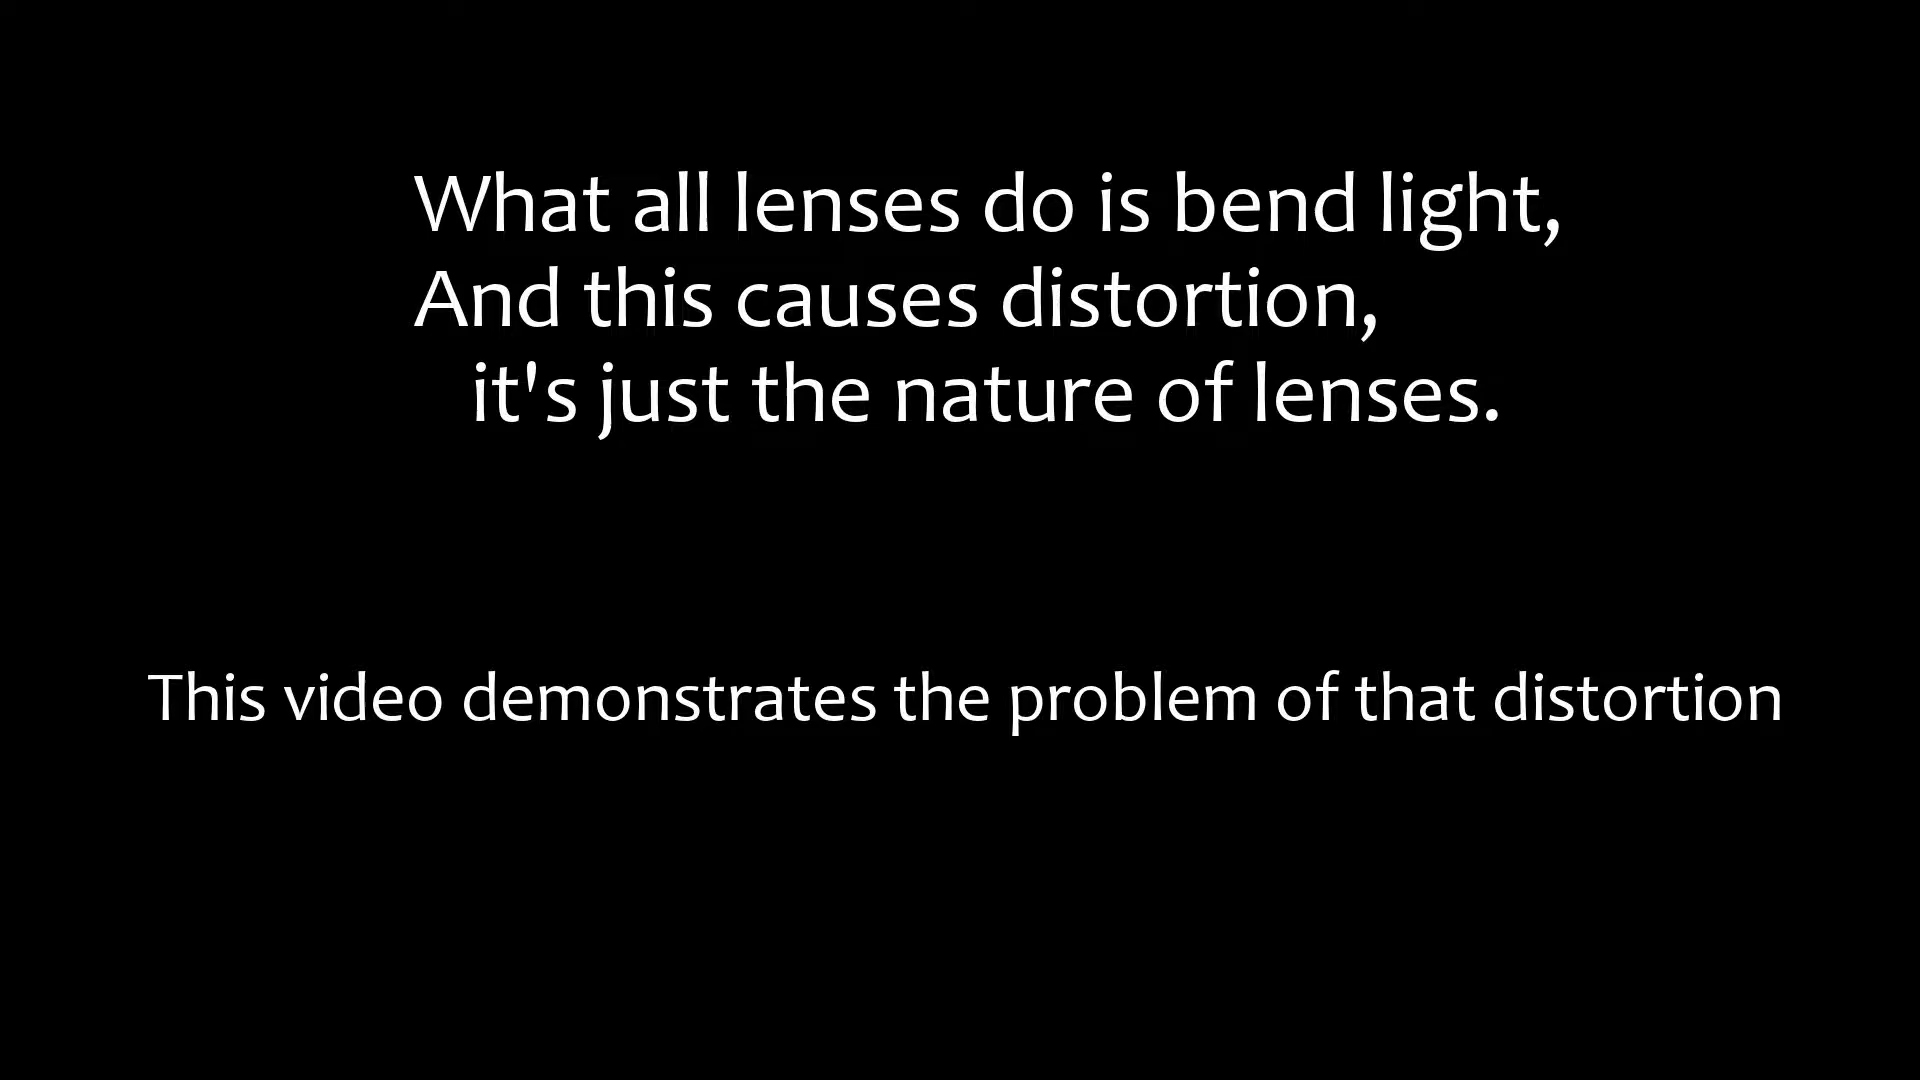 What all lenses do is bend light,
And this causes distortion,
it's just the nature of lenses.
This video demonstrates the problem of that distortion